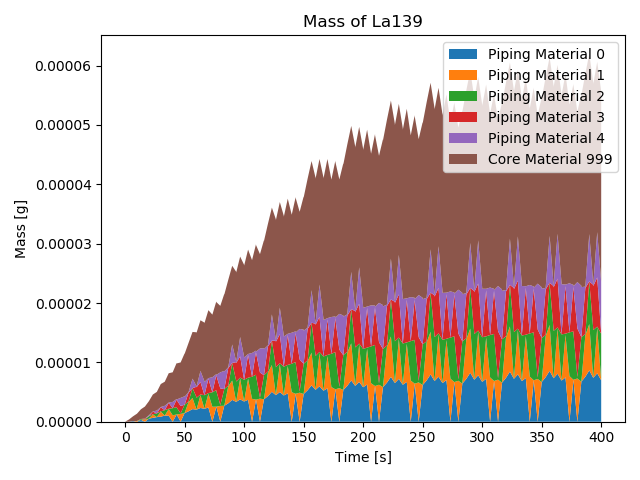 Mass of La139
Mass [g]
0.00006
0.00005
0.00004
0.00003
0.00002
0.00001
0.00000
Piping Material 0
Piping Material 1
Piping Material 2
Piping Material 3
Piping Material 4
Core Material 999
0 50 100 150 200 250 300 350 400
Time [s]